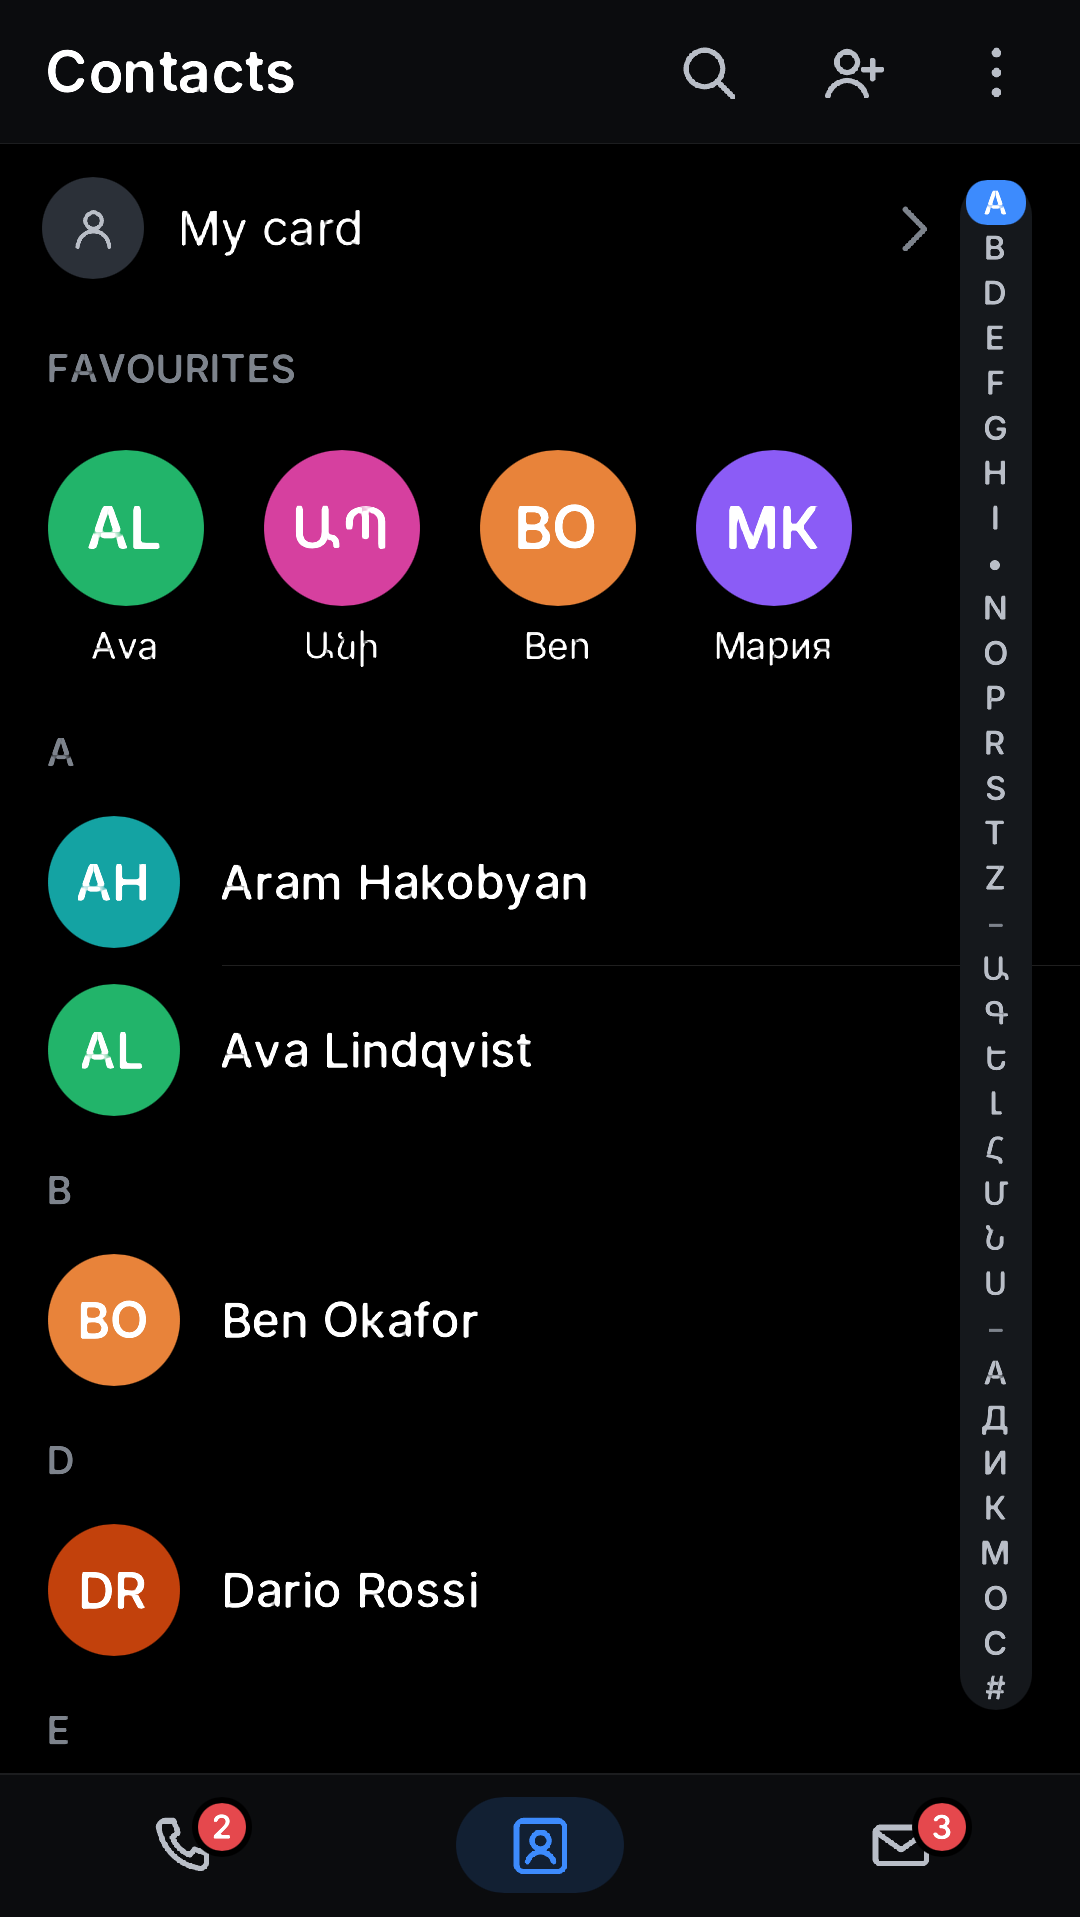 Contacts
My card
FAVOURITES
AL
ԱՊ
BO
МК
Ava
Անի
Ben
Мария
A
AH
Aram Hakobyan
AL
Ava Lindqvist
B
BO
Ben Okafor
D
DR
Dario Rossi
E
A
B
D
E
F
G
H
I
•
N
O
P
R
S
T
Z
–
Ա
Գ
Ե
Լ
Հ
Մ
Ն
Ս
–
А
Д
И
К
М
О
С
#
2
3